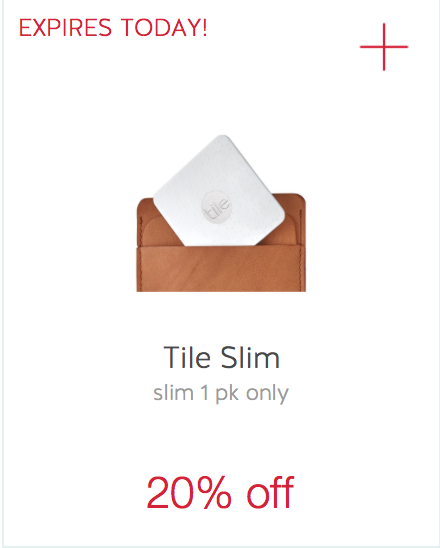 EXPIRES TODAY!
tile
Tile Slim
slim 1 pk only
20% off